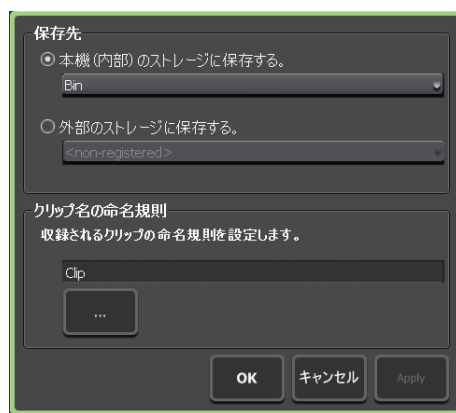 保存先
本機(内部)のストレージに保存する。
Bin
外部のストレージに保存する。
<non-registered>
クリップ名の命名規則
収録されるクリップの命名規則を設定します。
Clip
...
OK キャンセル Apply